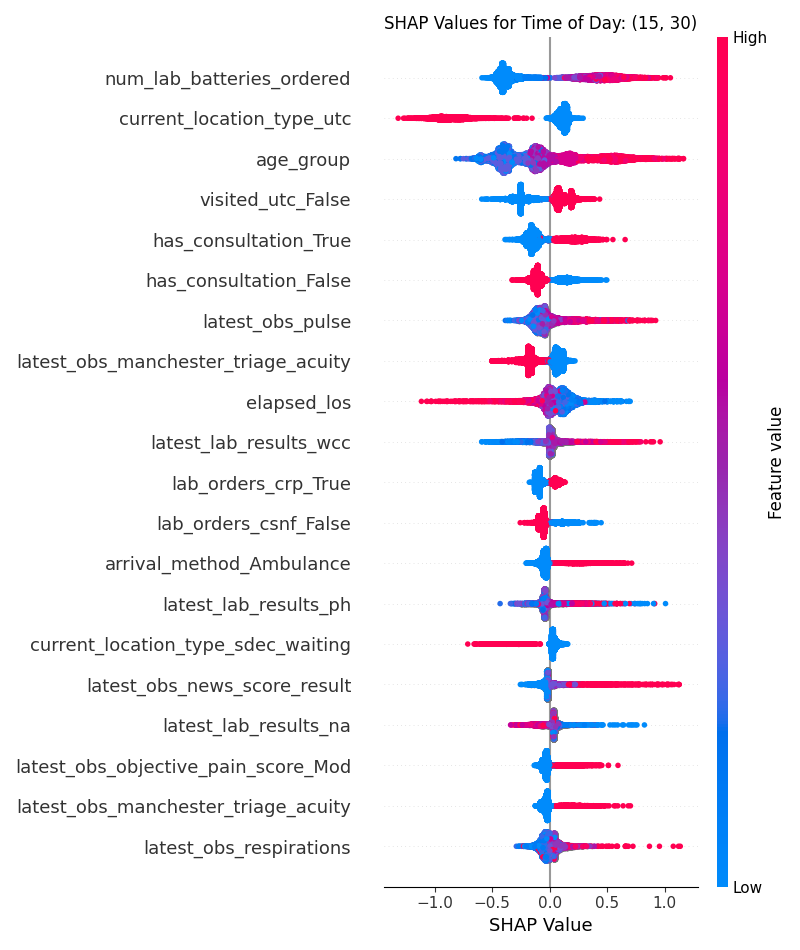 SHAP Values for Time of Day: (15, 30)
High
num_lab_batteries_ordered
current_location_type_utc
age_group
visited_utc_False
has_consultation_True
has_consultation_False
latest_obs_pulse
latest_obs_manchester_triage_acuity
elapsed_los
latest_lab_results_wcc
lab_orders_crp_True
lab_orders_csnf_False
arrival_method_Ambulance
latest_lab_results_ph
current_location_type_sdec_waiting
latest_obs_news_score_result
latest_lab_results_na
latest_obs_objective_pain_score_Mod
latest_obs_manchester_triage_acuity
latest_obs_respirations
Feature value
Low
−1.0 −0.5 0.0 0.5 1.0
SHAP Value